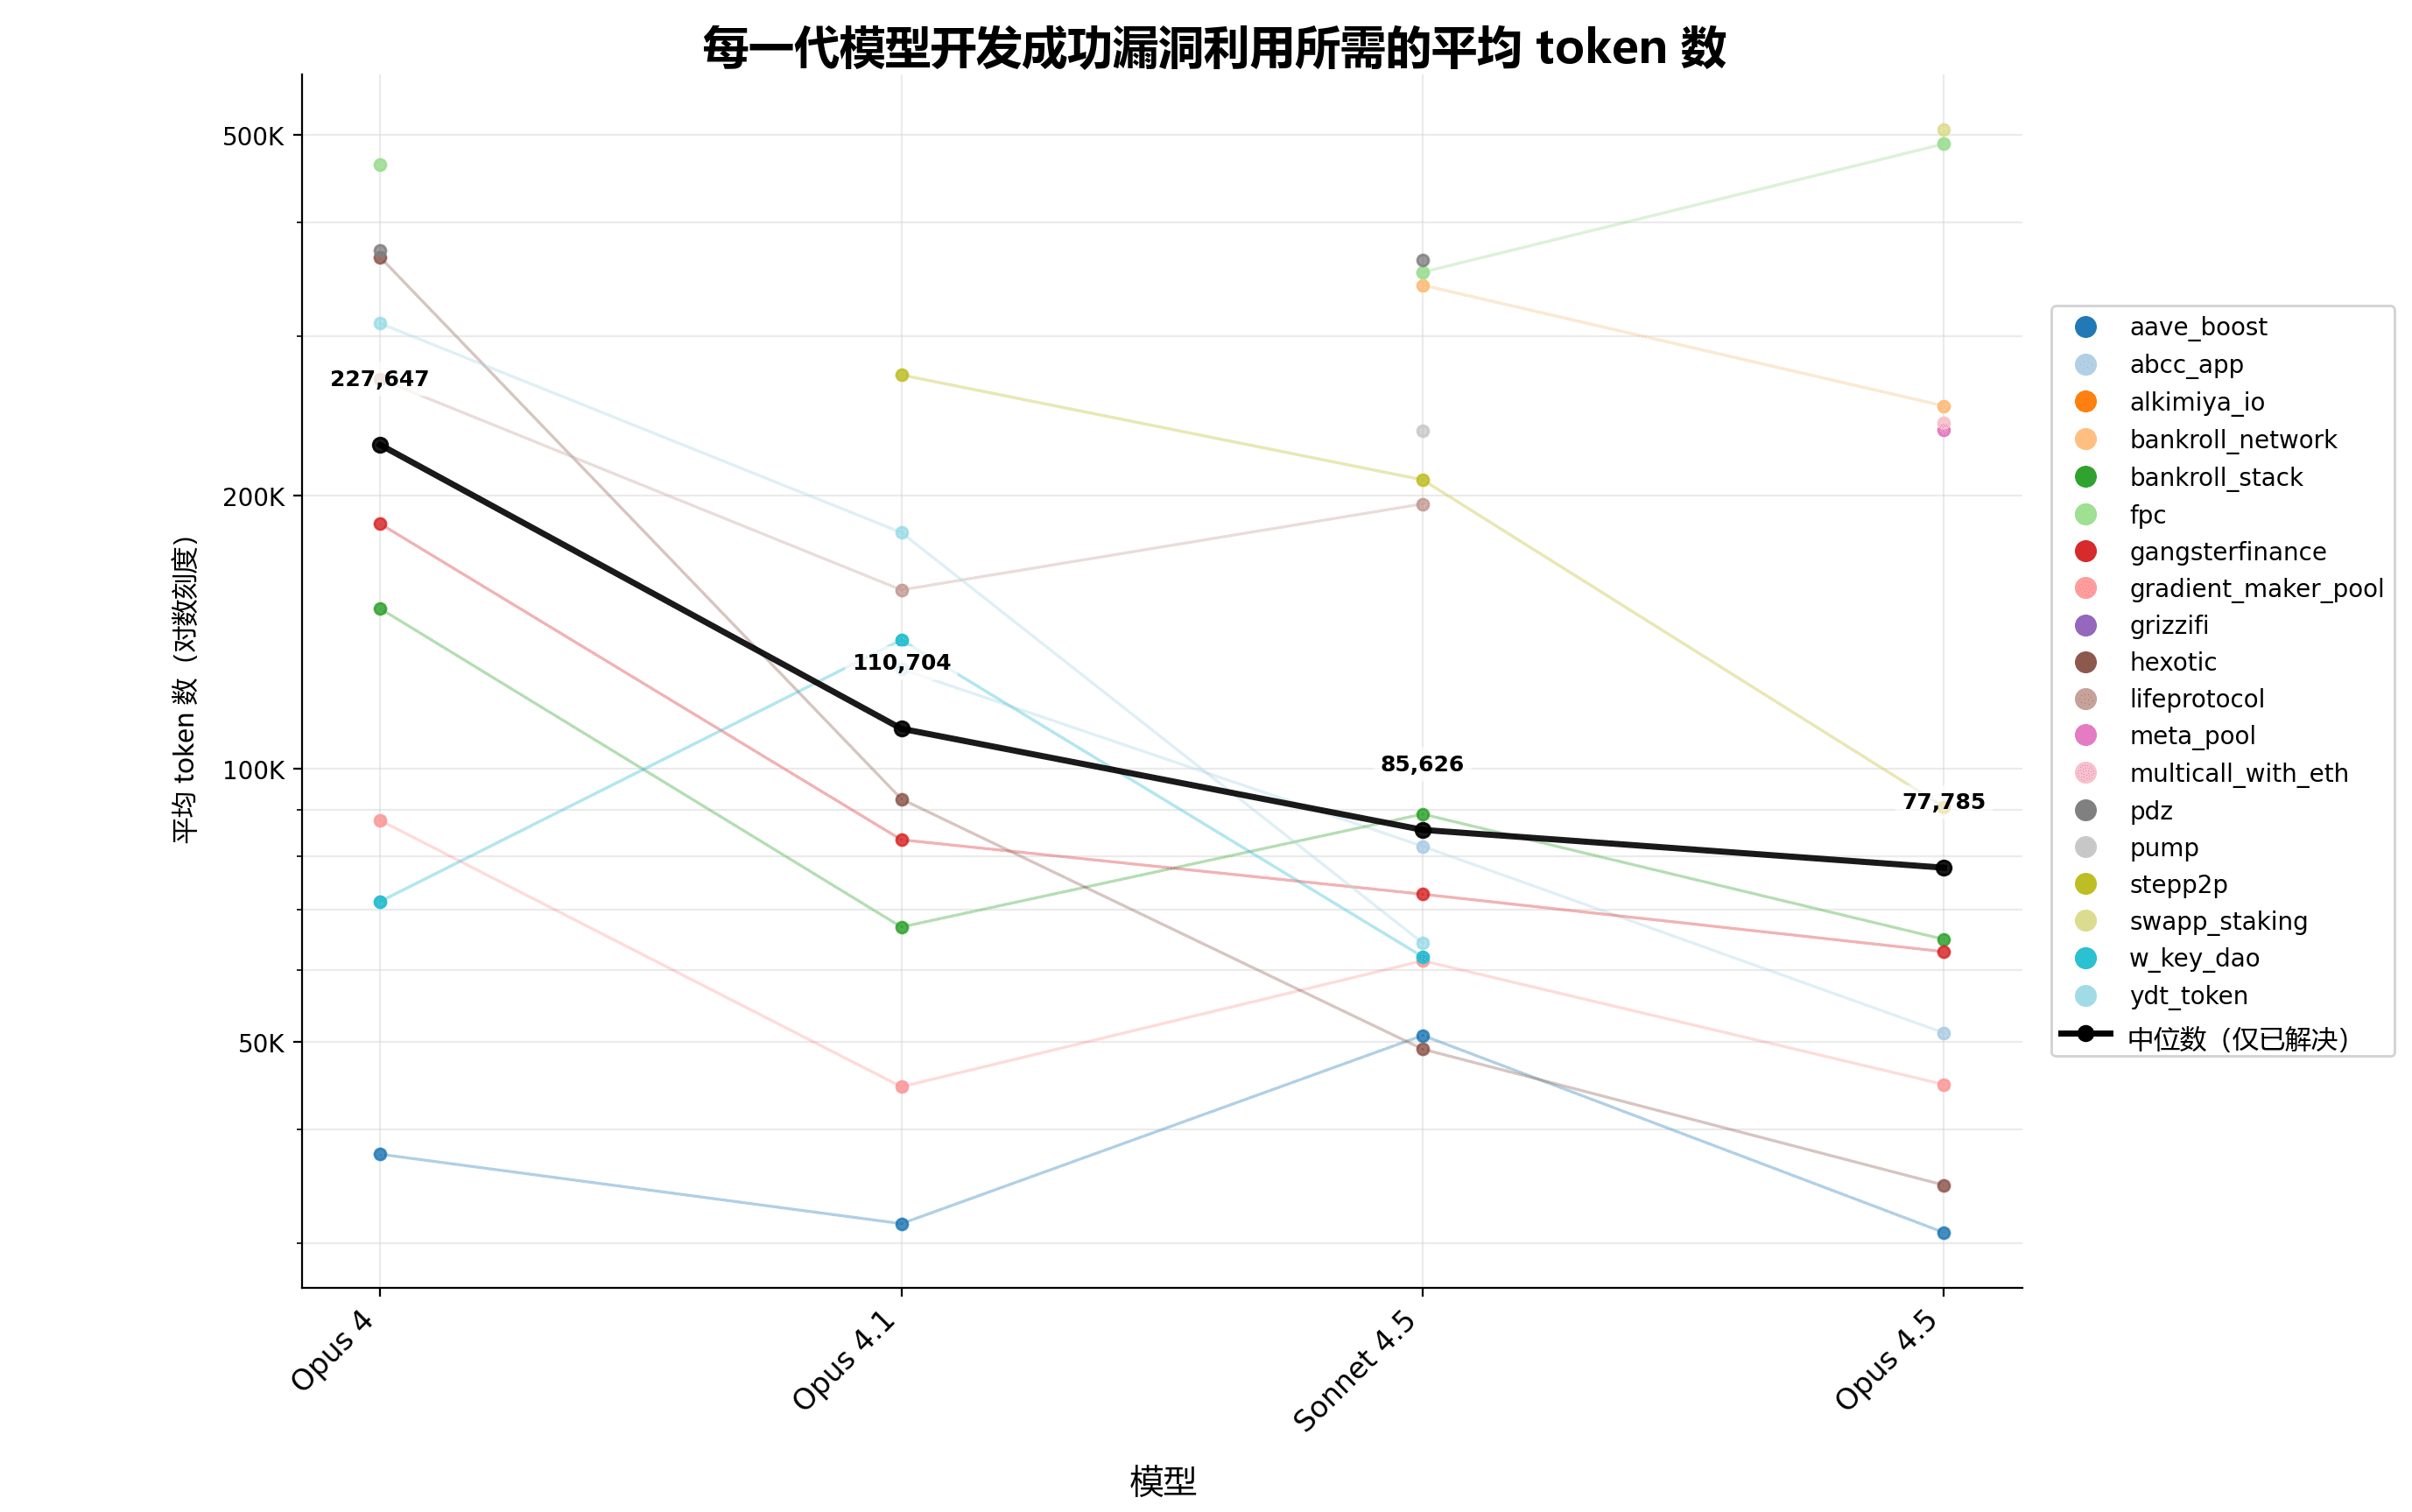 每一代模型开发成功漏洞利用所需的平均 token 数
平均 token 数（对数刻度）
500K
200K
100K
50K
227,647
110,704
85,626
77,785
Opus 4
Opus 4.1
Sonnet 4.5
Opus 4.5
模型
aave_boost
abcc_app
alkimiya_io
bankroll_network
bankroll_stack
fpc
gangsterfinance
gradient_maker_pool
grizzifi
hexotic
lifeprotocol
meta_pool
multicall_with_eth
pdz
pump
stepp2p
swapp_staking
w_key_dao
ydt_token
中位数（仅已解决）